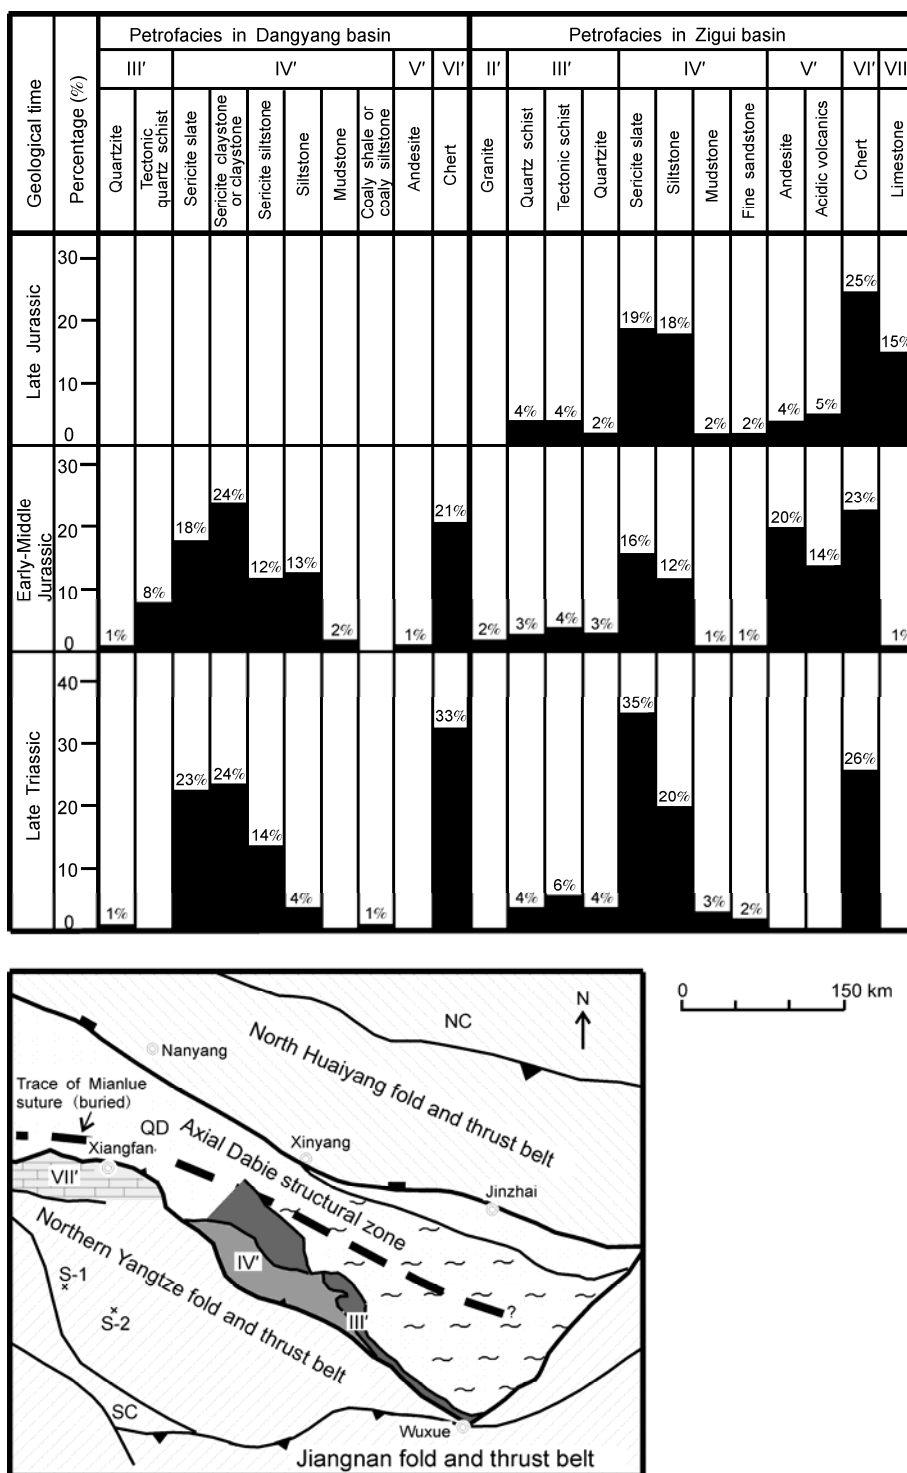 Petrofacies in Dangyang basin
Petrofacies in Zigui basin
Geological time
Percentage (%)
III′
IV′
V′
VI′
II′
III′
IV′
V′
VI′
VII
Quartzite
Tectonic
quartz schist
Sericite slate
Sericite claystone
or claystone
Sericite siltstone
Siltstone
Mudstone
Coaly shale or
coaly siltstone
Andesite
Chert
Granite
Quartz schist
Tectonic schist
Quartzite
Sericite slate
Siltstone
Mudstone
Fine sandstone
Andesite
Acidic volcanics
Chert
Limestone
Late Jurassic
30
20
10
0
4%
4%
2%
19%
18%
2%
2%
4%
5%
25%
15%
Early-Middle
Jurassic
30
20
10
0
1%
8%
18%
24%
12%
13%
2%
1%
21%
2%
3%
4%
3%
16%
12%
1%
1%
20%
14%
23%
1%
Late Triassic
40
30
20
10
0
1%
23%
24%
14%
4%
1%
33%
4%
6%
4%
35%
20%
3%
2%
26%
0
150 km
N
NC
North Huaiyang fold and thrust belt
Nanyang
Trace of Mianlue
suture (buried)
QD
Axial Dabie structural zone
Xinyang
Xiangfan
Jinzhai
VII′
Northern Yangtze fold and thrust belt
IV′
S-1
S-2
III′
?
SC
Wuxue
Jiangnan fold and thrust belt